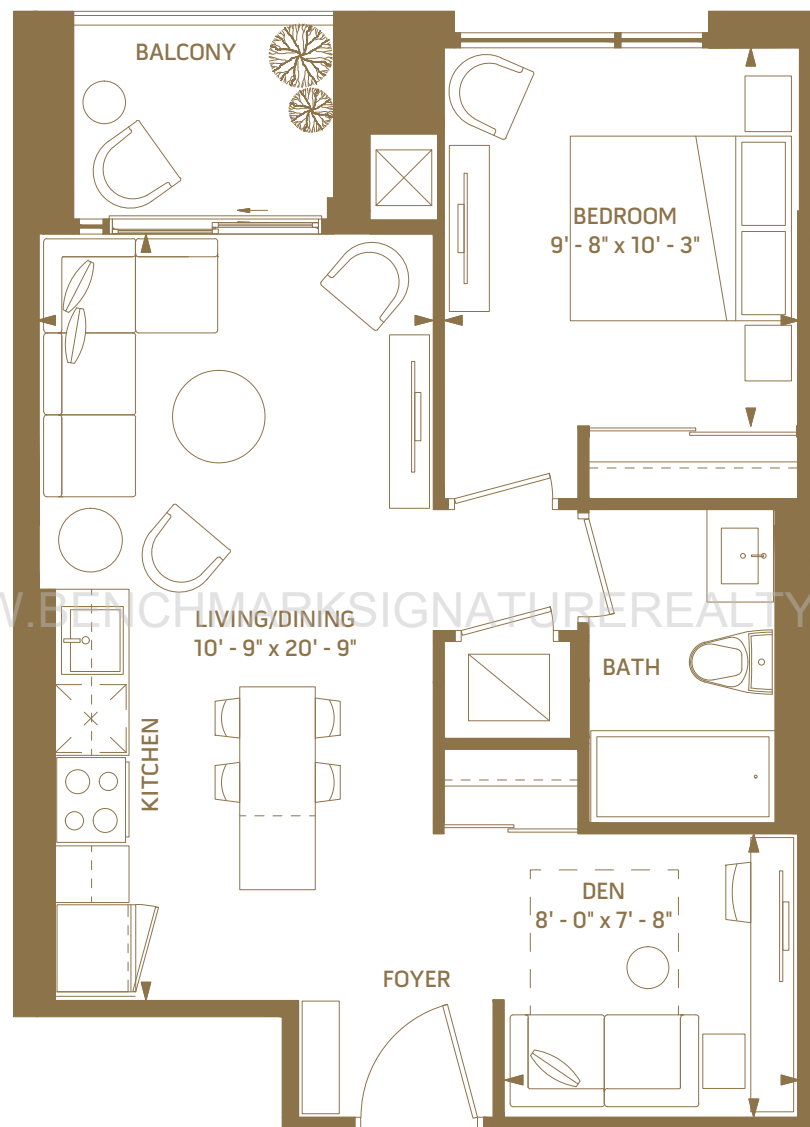 BALCONY
BEDROOM
9' - 8" x 10' - 3"
W.BENCHMARKSIGNATUREREALTY
LIVING/DINING
10' - 9" x 20' - 9"
BATH
KITCHEN
DEN
8' - 0" x 7' - 8"
FOYER